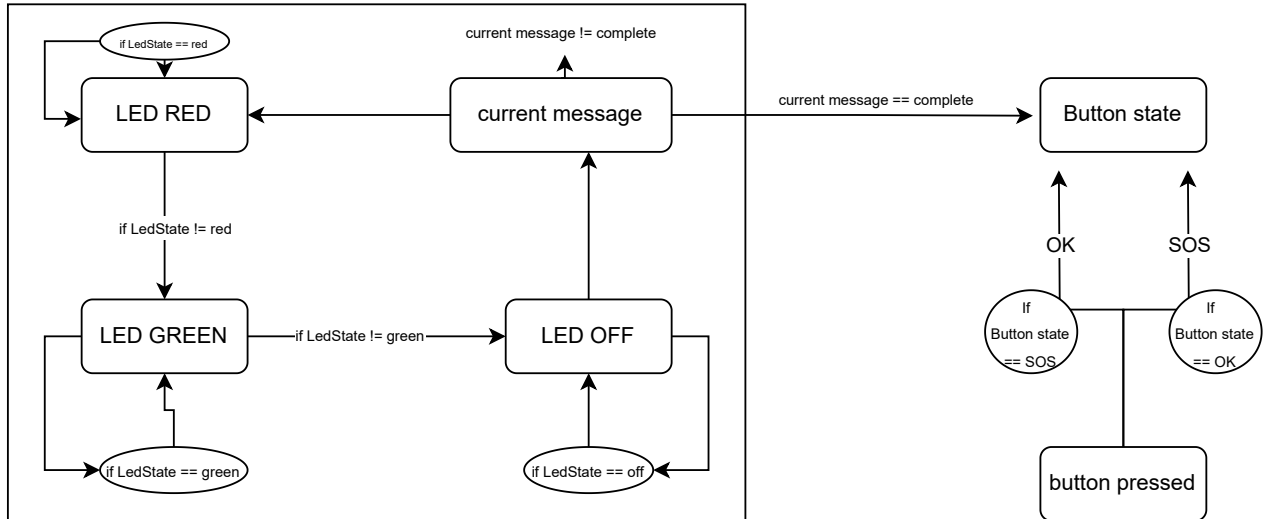 if LedState == red
current message != complete
LED RED
current message
current message == complete
Button state
if LedState != red
OK
SOS
LED GREEN
if LedState != green
LED OFF
If
Button state
== SOS
If
Button state
== OK
if LedState == green
if LedState == off
button pressed